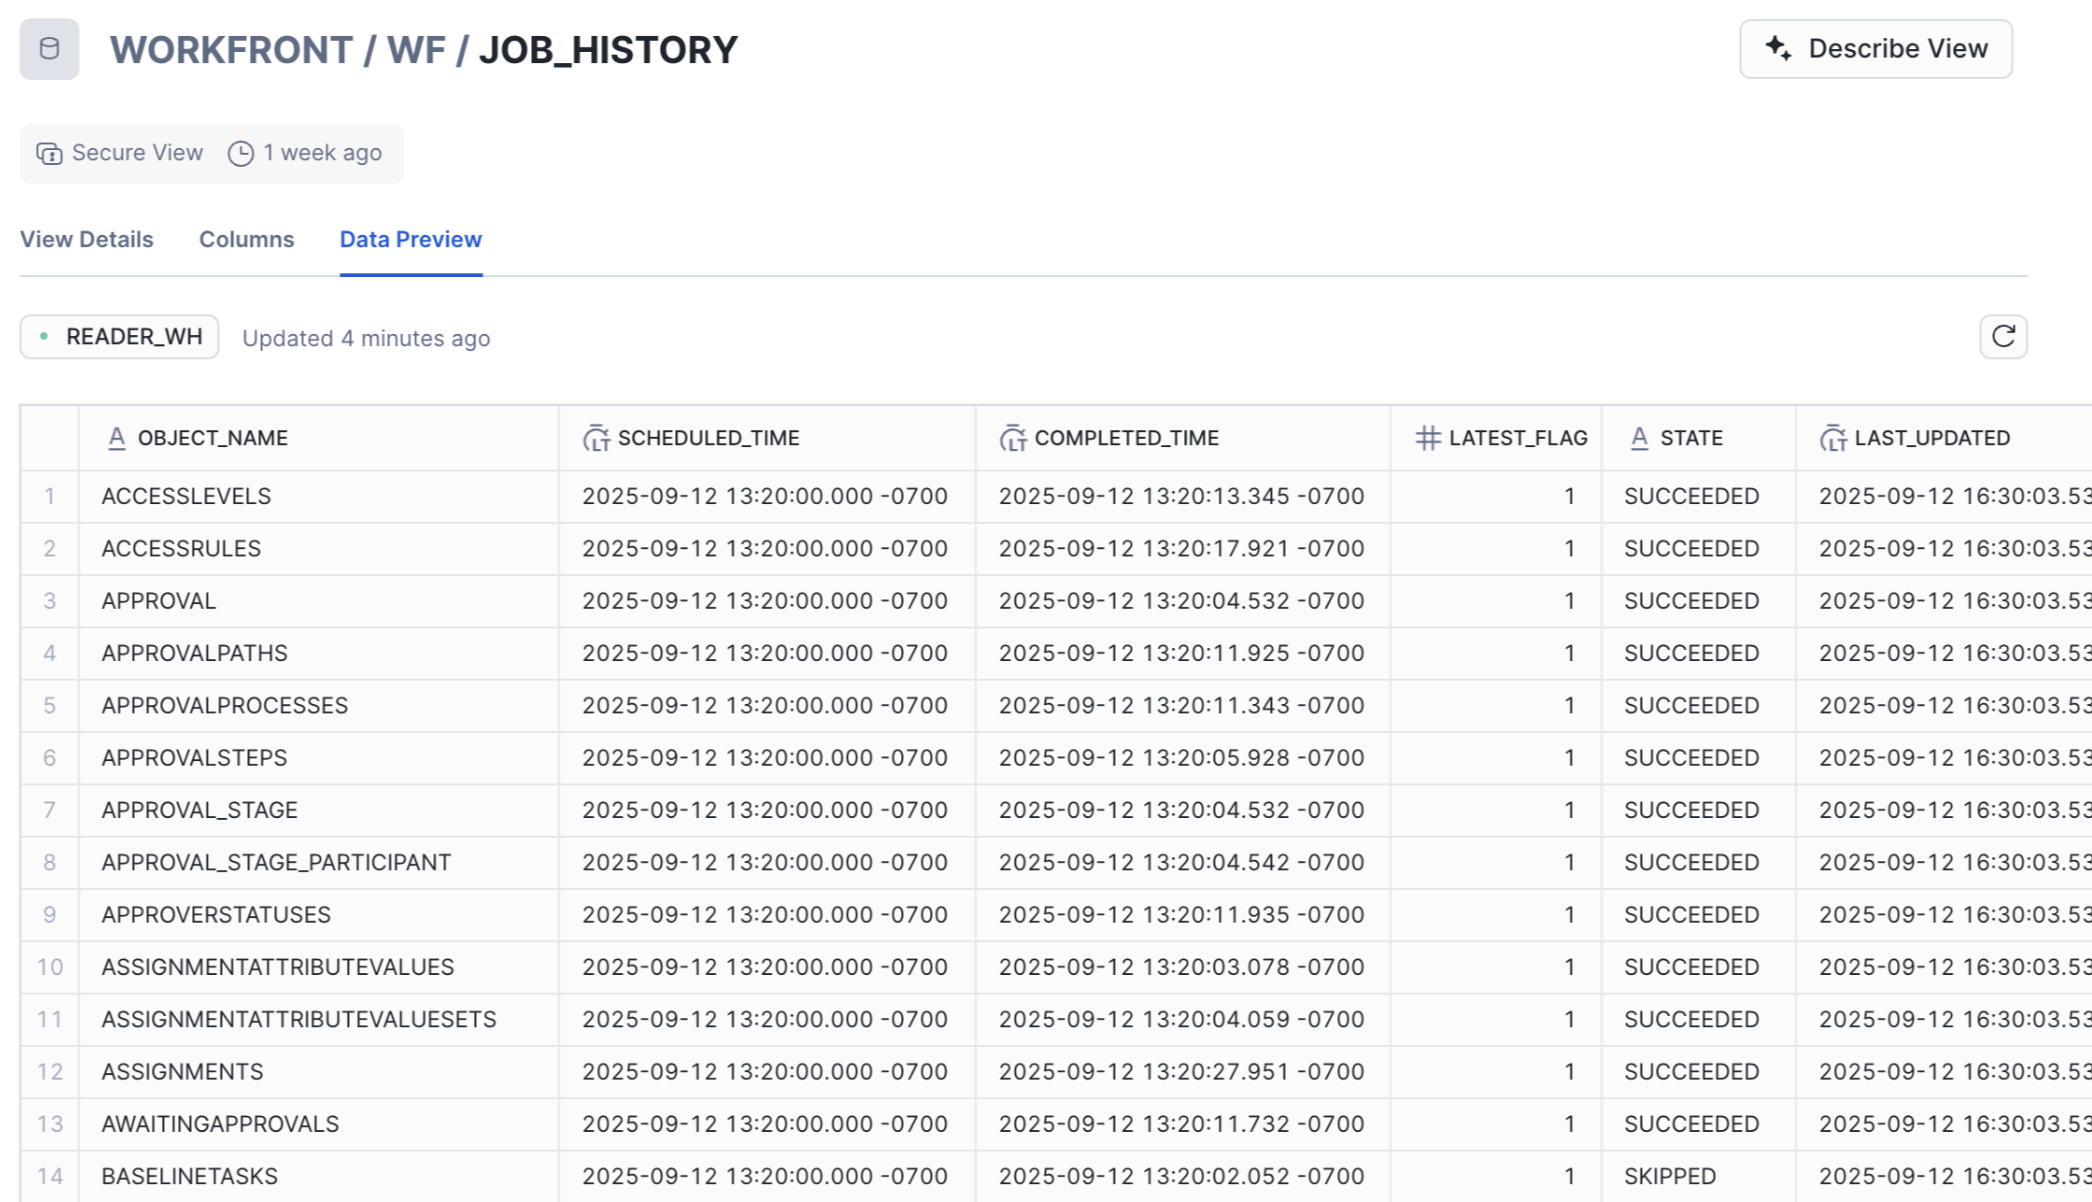 WORKFRONT / WF / JOB_HISTORY
Describe View
Secure View 1 week ago
View Details Columns Data Preview
READER_WH Updated 4 minutes ago
OBJECT_NAME SCHEDULED_TIME COMPLETED_TIME LATEST_FLAG STATE LAST_UPDATED
1 ACCESSLEVELS 2025-09-12 13:20:00.000 -0700 2025-09-12 13:20:13.345 -0700 1 SUCCEEDED 2025-09-12 16:30:03.53
2 ACCESSRULES 2025-09-12 13:20:00.000 -0700 2025-09-12 13:20:17.921 -0700 1 SUCCEEDED 2025-09-12 16:30:03.53
3 APPROVAL 2025-09-12 13:20:00.000 -0700 2025-09-12 13:20:04.532 -0700 1 SUCCEEDED 2025-09-12 16:30:03.53
4 APPROVALPATHS 2025-09-12 13:20:00.000 -0700 2025-09-12 13:20:11.925 -0700 1 SUCCEEDED 2025-09-12 16:30:03.53
5 APPROVALPROCESSES 2025-09-12 13:20:00.000 -0700 2025-09-12 13:20:11.343 -0700 1 SUCCEEDED 2025-09-12 16:30:03.53
6 APPROVALSTEPS 2025-09-12 13:20:00.000 -0700 2025-09-12 13:20:05.928 -0700 1 SUCCEEDED 2025-09-12 16:30:03.53
7 APPROVAL_STAGE 2025-09-12 13:20:00.000 -0700 2025-09-12 13:20:04.532 -0700 1 SUCCEEDED 2025-09-12 16:30:03.53
8 APPROVAL_STAGE_PARTICIPANT 2025-09-12 13:20:00.000 -0700 2025-09-12 13:20:04.542 -0700 1 SUCCEEDED 2025-09-12 16:30:03.53
9 APPROVERSTATUSES 2025-09-12 13:20:00.000 -0700 2025-09-12 13:20:11.935 -0700 1 SUCCEEDED 2025-09-12 16:30:03.53
10 ASSIGNMENTATTRIBUTEVALUES 2025-09-12 13:20:00.000 -0700 2025-09-12 13:20:03.078 -0700 1 SUCCEEDED 2025-09-12 16:30:03.53
11 ASSIGNMENTATTRIBUTEVALUESETS 2025-09-12 13:20:00.000 -0700 2025-09-12 13:20:04.059 -0700 1 SUCCEEDED 2025-09-12 16:30:03.53
12 ASSIGNMENTS 2025-09-12 13:20:00.000 -0700 2025-09-12 13:20:27.951 -0700 1 SUCCEEDED 2025-09-12 16:30:03.53
13 AWAITINGAPPROVALS 2025-09-12 13:20:00.000 -0700 2025-09-12 13:20:11.732 -0700 1 SUCCEEDED 2025-09-12 16:30:03.53
14 BASELINETASKS 2025-09-12 13:20:00.000 -0700 2025-09-12 13:20:02.052 -0700 1 SKIPPED 2025-09-12 16:30:03.53